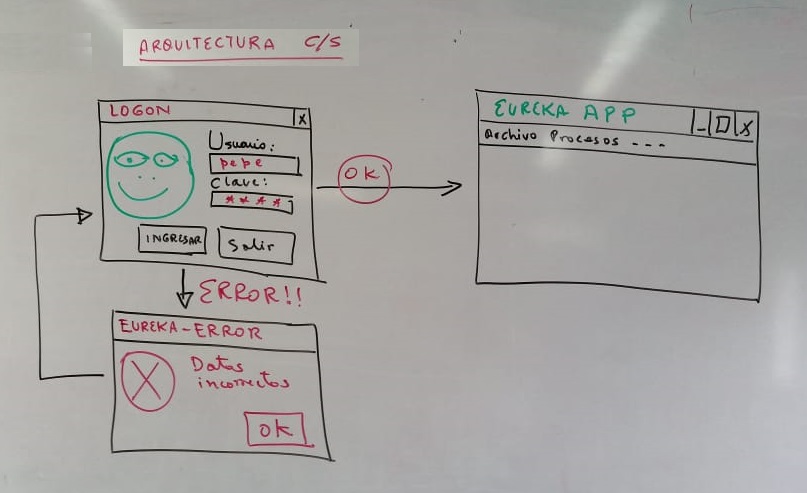 ARQUITECTURA C/S
LOGON X
Usuario:
pepe
Clave:
****
INGRESAR Salir
OK
EUREKA APP _ □ X
Archivo Procesos ---
ERROR!!
EUREKA-ERROR
X
Datos
incorrectos
OK